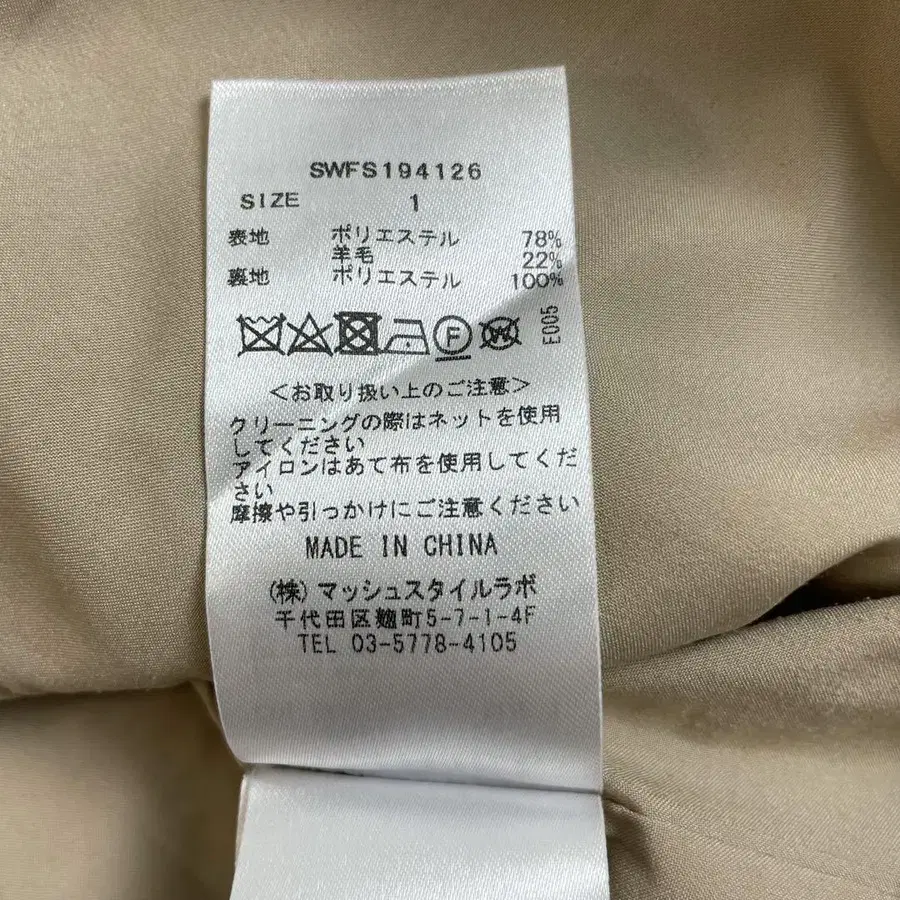 SWFS194126
SIZE 1
表地 ポリエステル 78%
羊毛 22%
裏地 ポリエステル 100%
F W
E005
<お取り扱い上のご注意>
クリーニングの際はネットを使用
してください
アイロンはあて布を使用してくだ
さい
摩擦や引っかけにご注意ください
MADE IN CHINA
(株)マッシュスタイルラボ
千代田区麹町5-7-1-4F
TEL 03-5778-4105